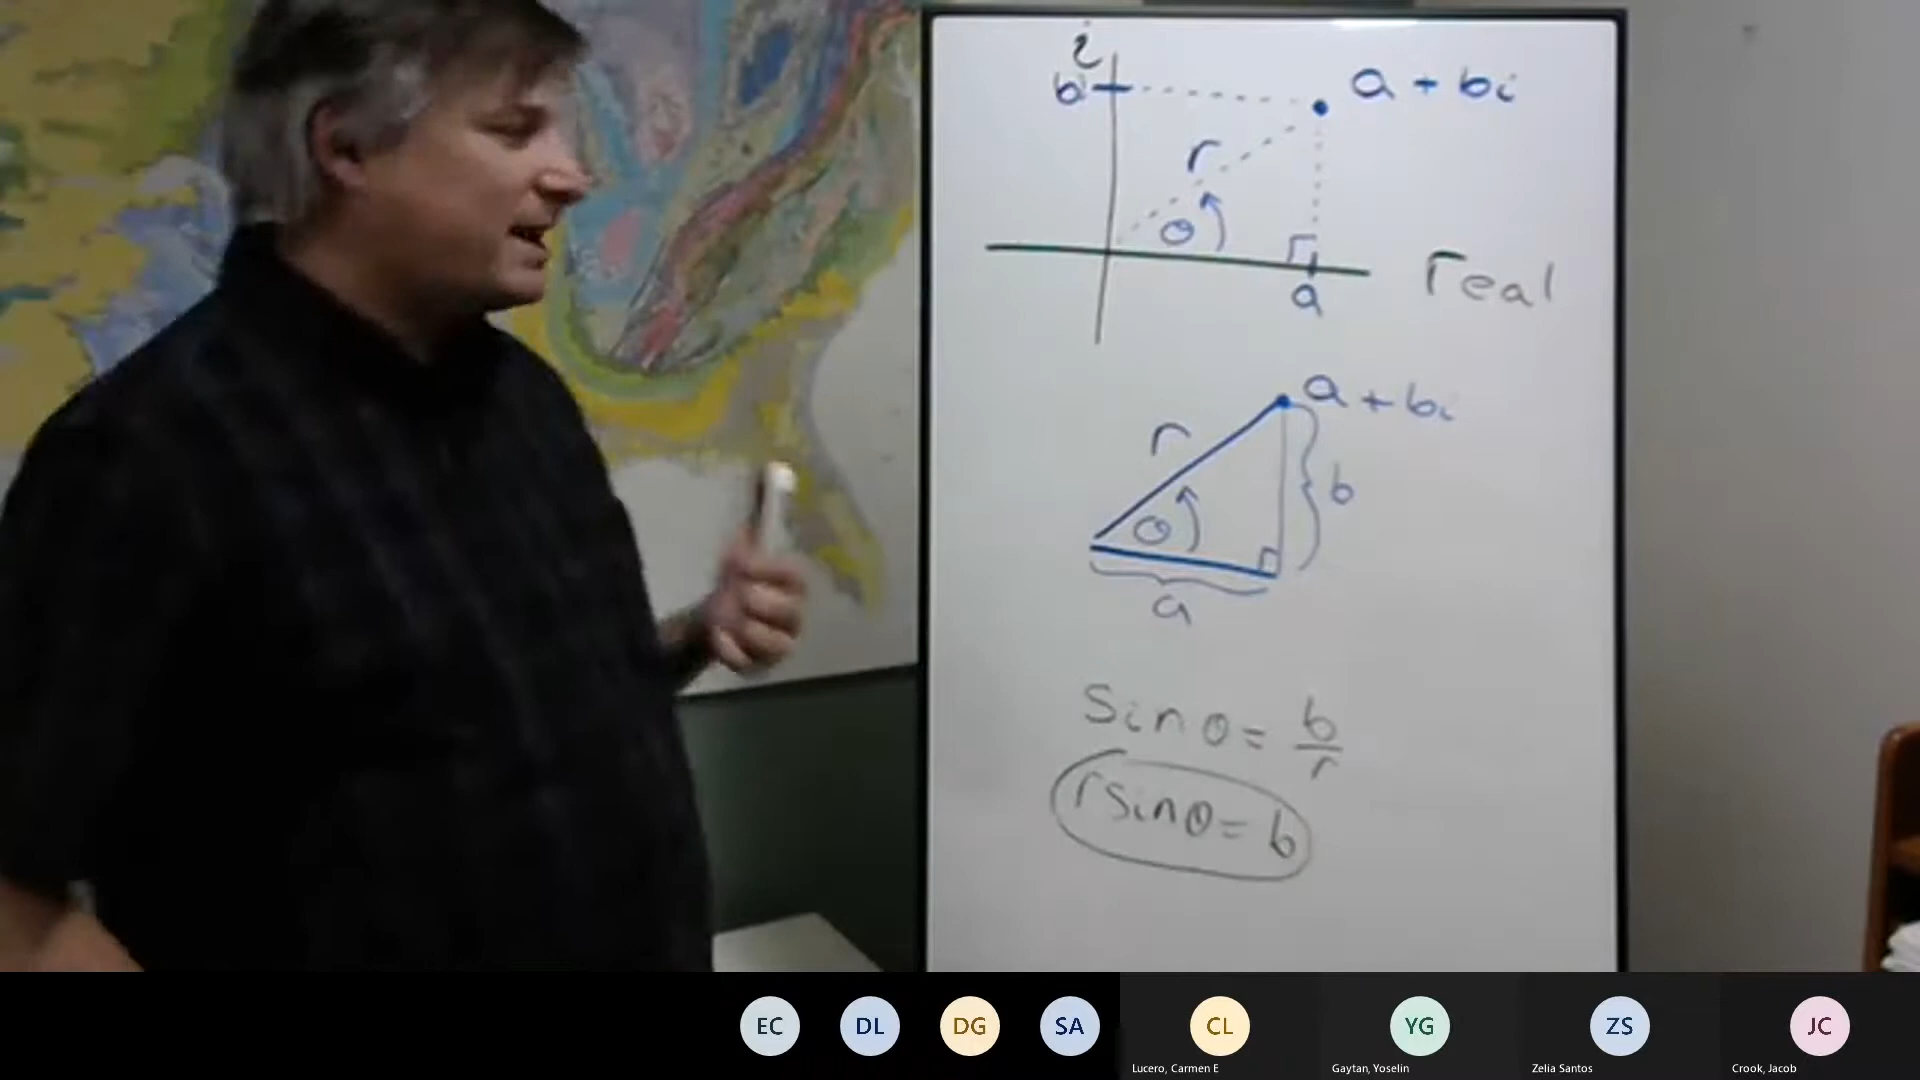 i
b
a + bi
r
θ
a
real
a + bi
r
b
θ
a
sin θ = b/r
r sin θ = b
EC DL DG SA CL YG ZS JC
Lucero, Carmen E Gaytan, Yoselin Zelia Santos Crook, Jacob